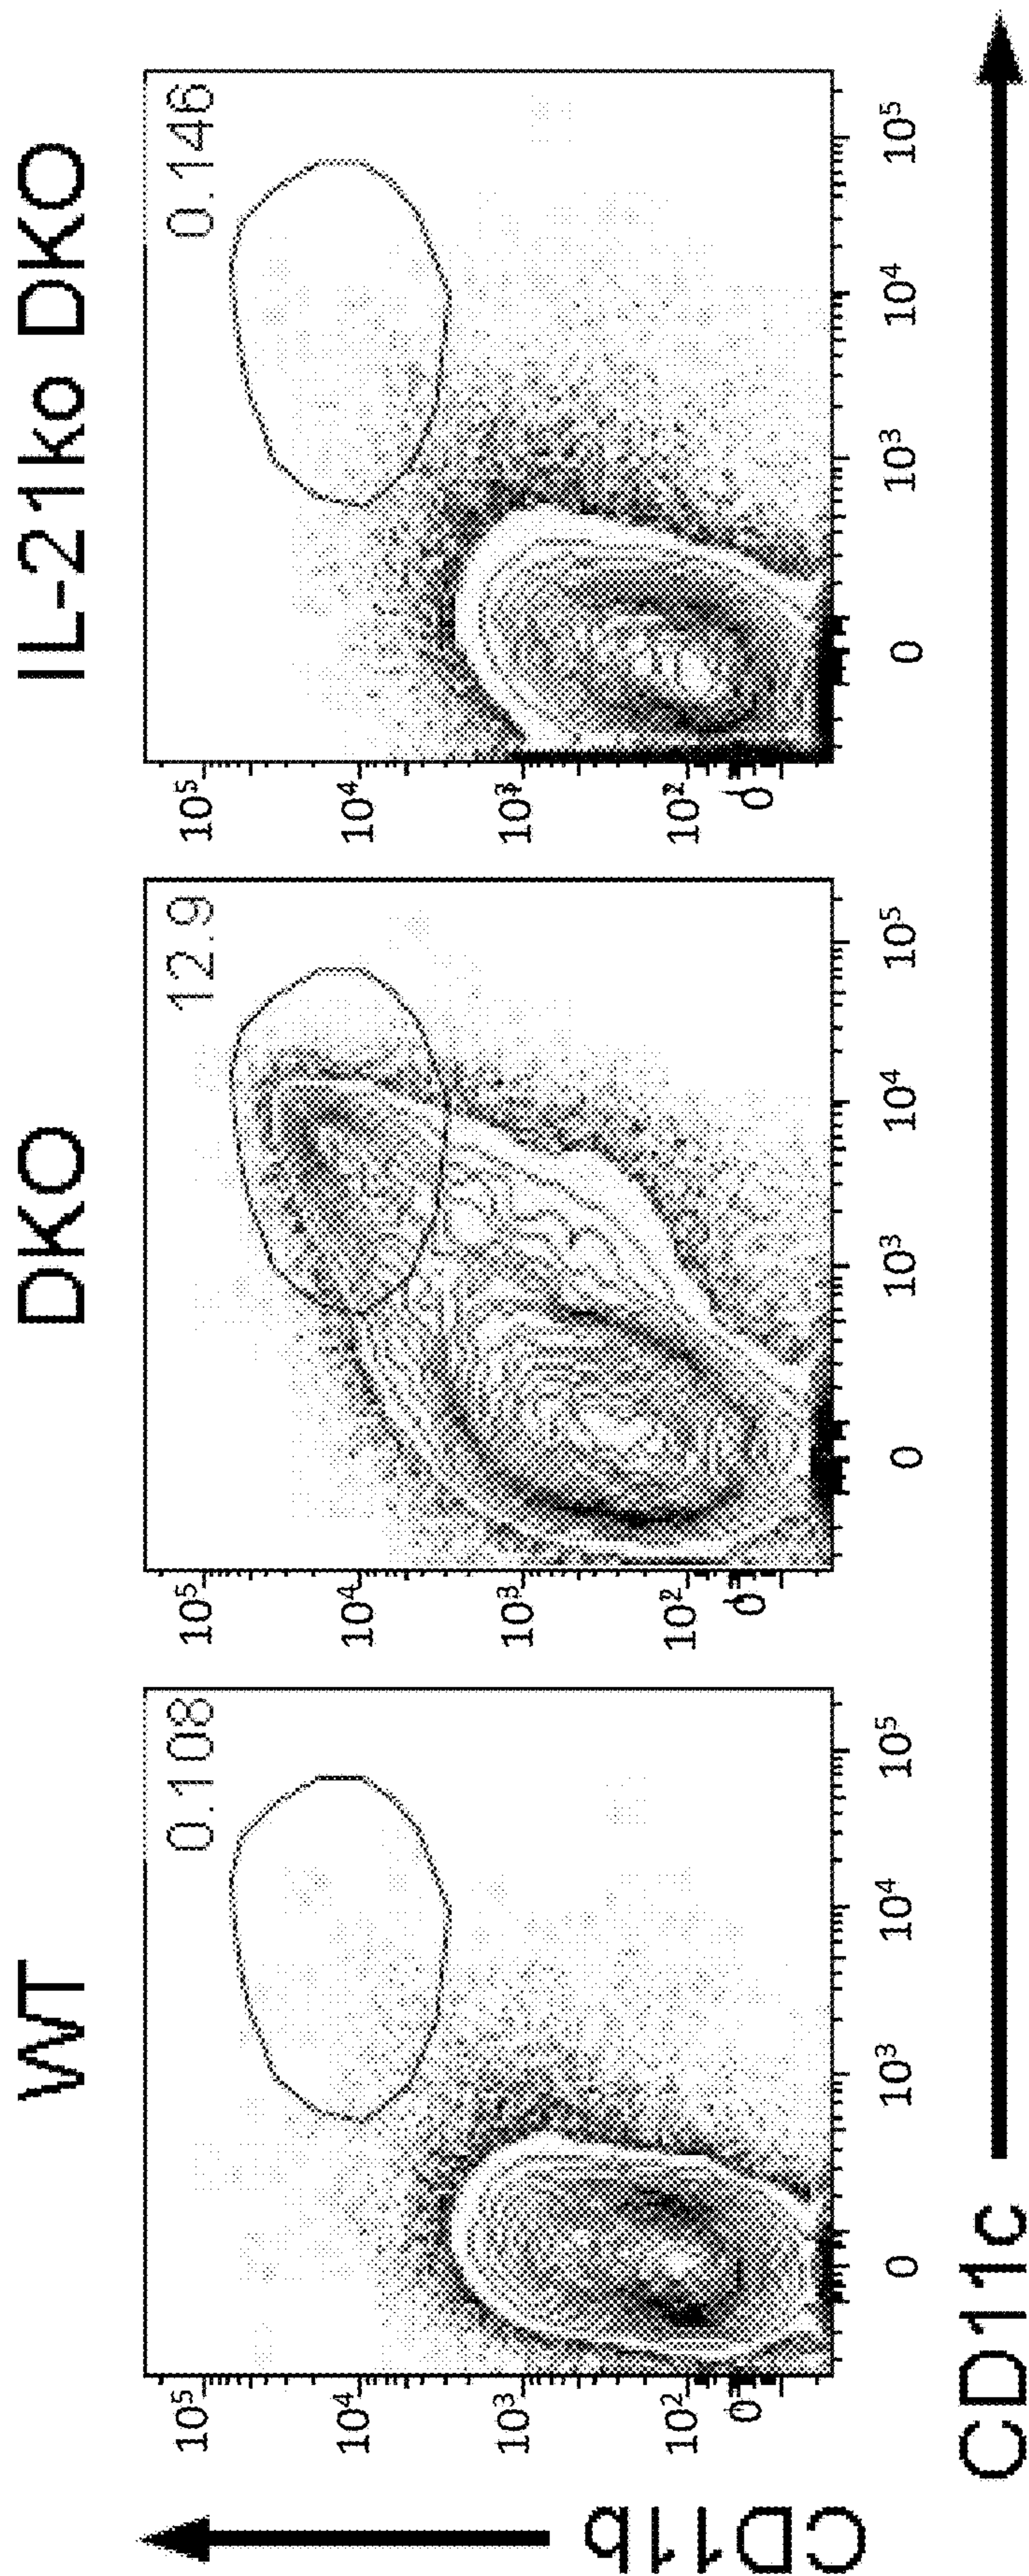 WT DKO IL-21ko DKO
0.108 12.9 0.146
10⁵ 10⁵ 10⁵
10⁴ 10⁴ 10⁴
10³ 10³ 10³
10² 10² 10²
0 0 0
0 10³ 10⁴ 10⁵ 0 10³ 10⁴ 10⁵ 0 10³ 10⁴ 10⁵
CD11b
CD11c